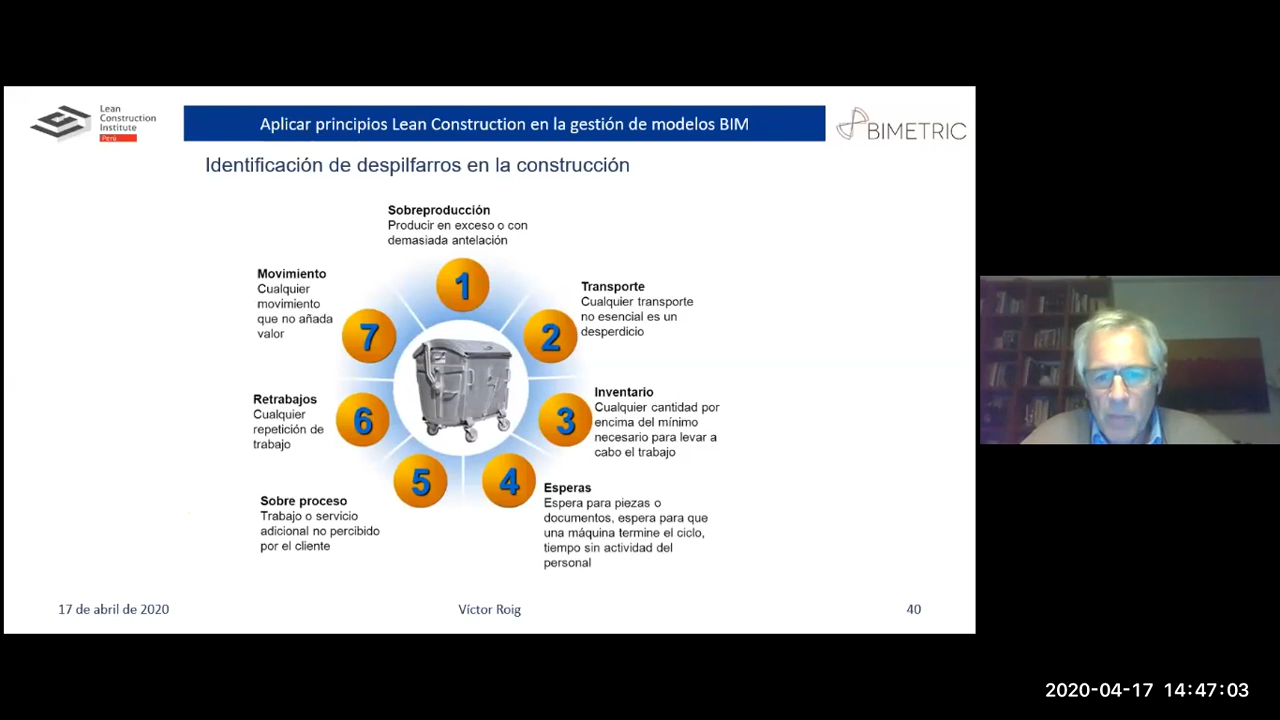 Lean
Construction
Institute
Perú
Aplicar principios Lean Construction en la gestión de modelos BIM
BIMETRIC
Identificación de despilfarros en la construcción
Sobreproducción
Producir en exceso o con
demasiada antelación
1
Transporte
Cualquier transporte
no esencial es un
desperdicio
2
Inventario
Cualquier cantidad por
encima del mínimo
necesario para levar a
cabo el trabajo
3
Esperas
Espera para piezas o
documentos, espera para que
una máquina termine el ciclo,
tiempo sin actividad del
personal
4
Sobre proceso
Trabajo o servicio
adicional no percibido
por el cliente
5
Retrabajos
Cualquier
repetición de
trabajo
6
Movimiento
Cualquier
movimiento
que no añada
valor
7
17 de abril de 2020
Víctor Roig
40
2020-04-17 14:47:03